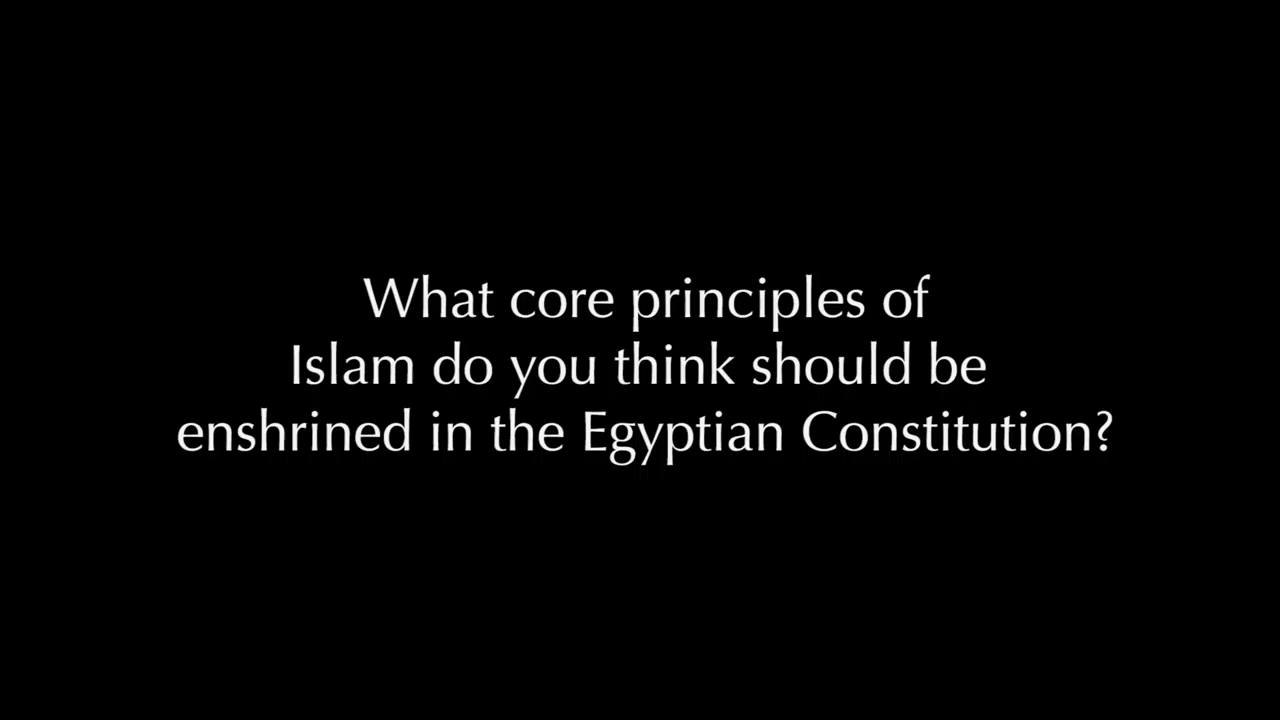 What core principles of
Islam do you think should be
enshrined in the Egyptian Constitution?